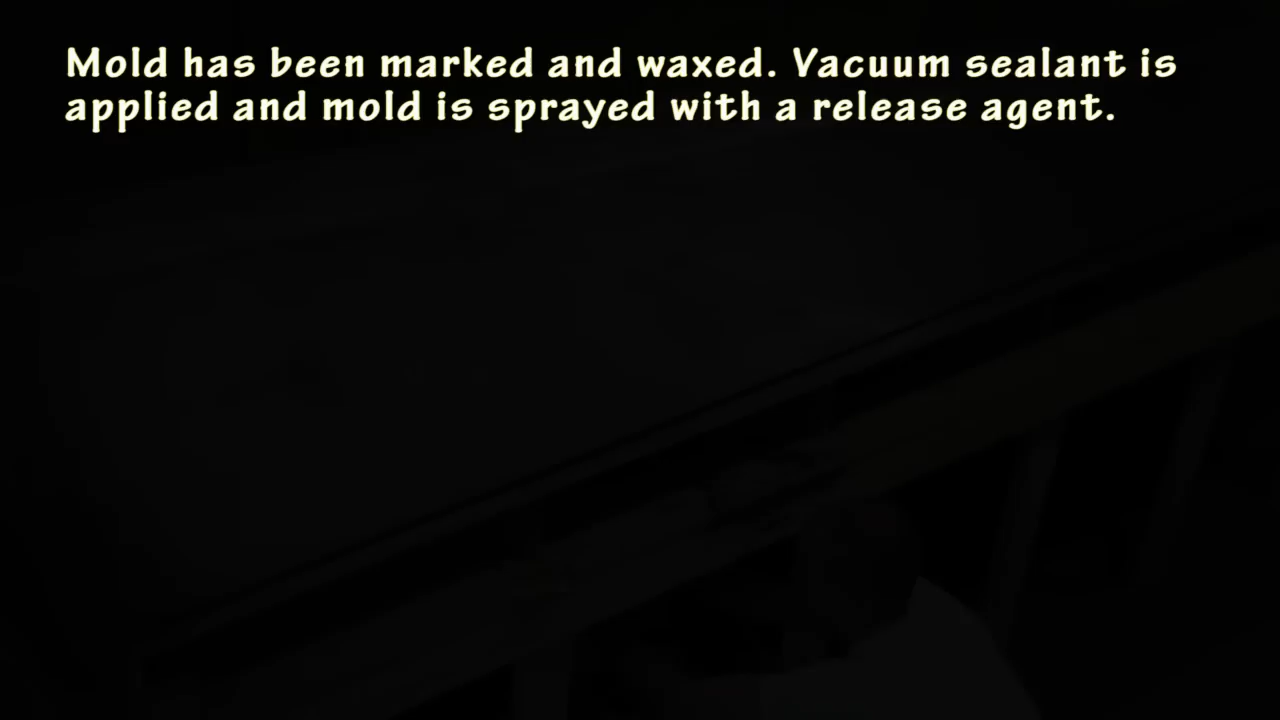 Mold has been marked and waxed. Vacuum sealant is
applied and mold is sprayed with a release agent.